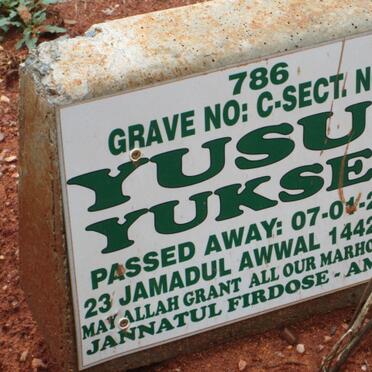 786
GRAVE NO: C-SECT. N
YUSU
YUKSE
PASSED AWAY: 07-0
23 JAMADUL AWWAL 1442
MAY ALLAH GRANT ALL OUR MARHO
JANNATUL FIRDOSE - AM